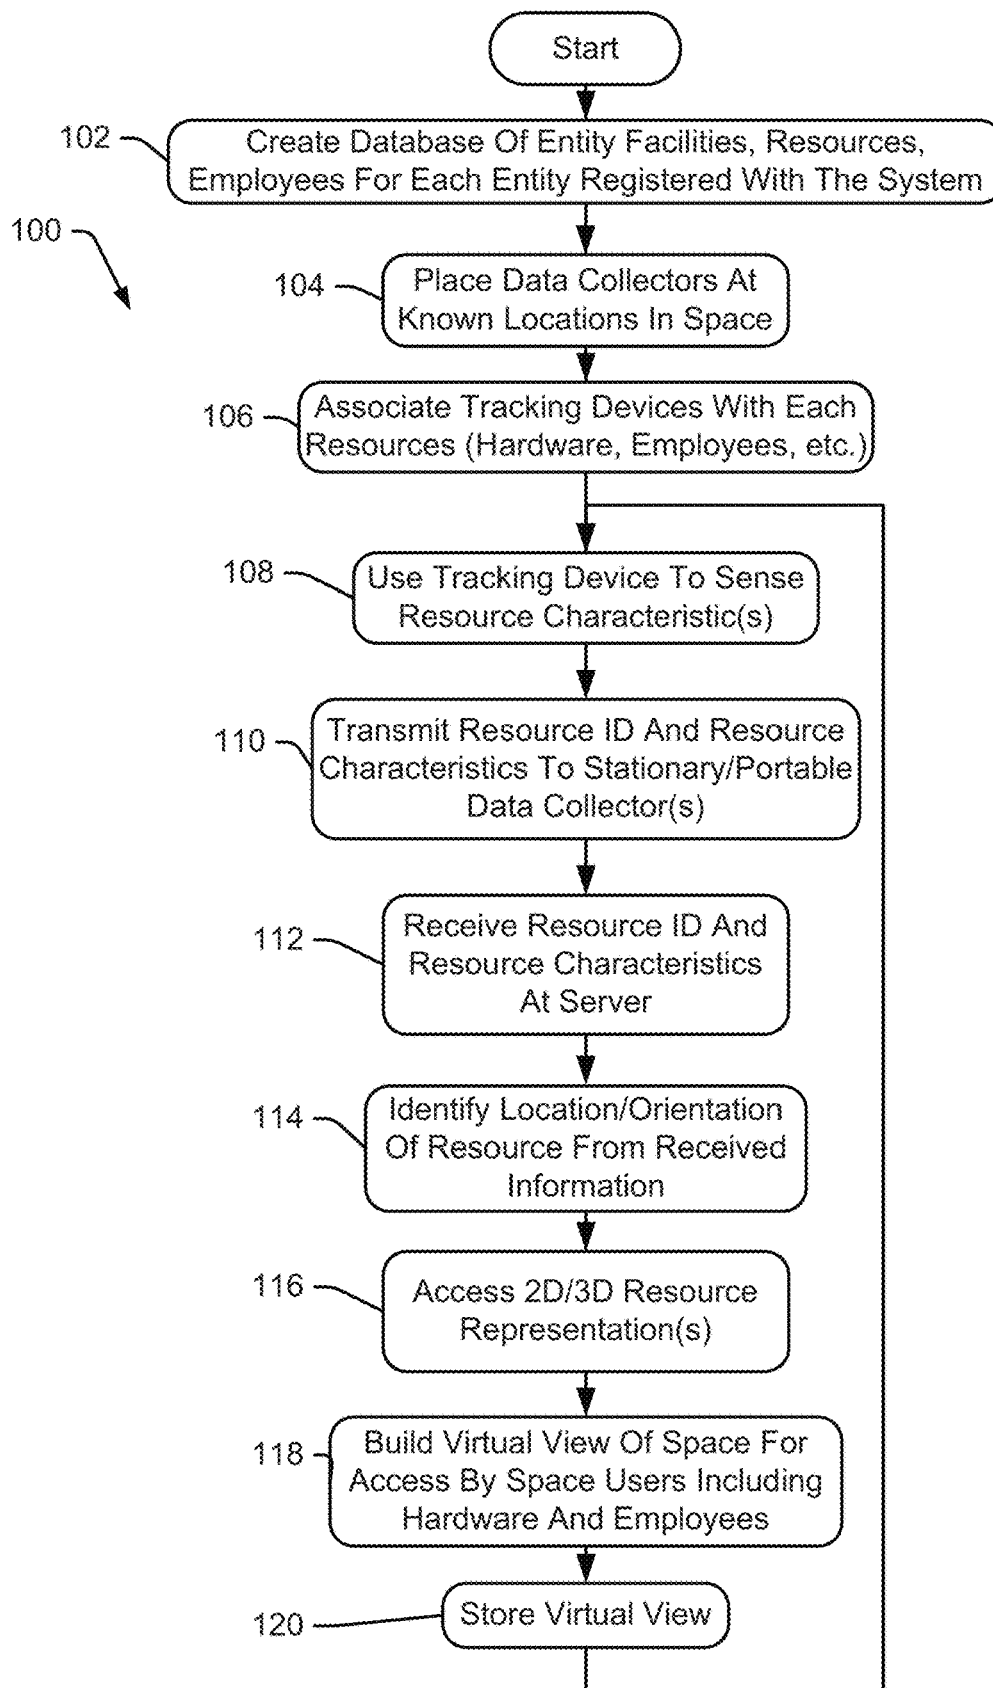 Start
102
Create Database Of Entity Facilities, Resources,
Employees For Each Entity Registered With The System
100
104
Place Data Collectors At
Known Locations In Space
106
Associate Tracking Devices With Each
Resources (Hardware, Employees, etc.)
108
Use Tracking Device To Sense
Resource Characteristic(s)
110
Transmit Resource ID And Resource
Characteristics To Stationary/Portable
Data Collector(s)
112
Receive Resource ID And
Resource Characteristics
At Server
114
Identify Location/Orientation
Of Resource From Received
Information
116
Access 2D/3D Resource
Representation(s)
118
Build Virtual View Of Space For
Access By Space Users Including
Hardware And Employees
120
Store Virtual View